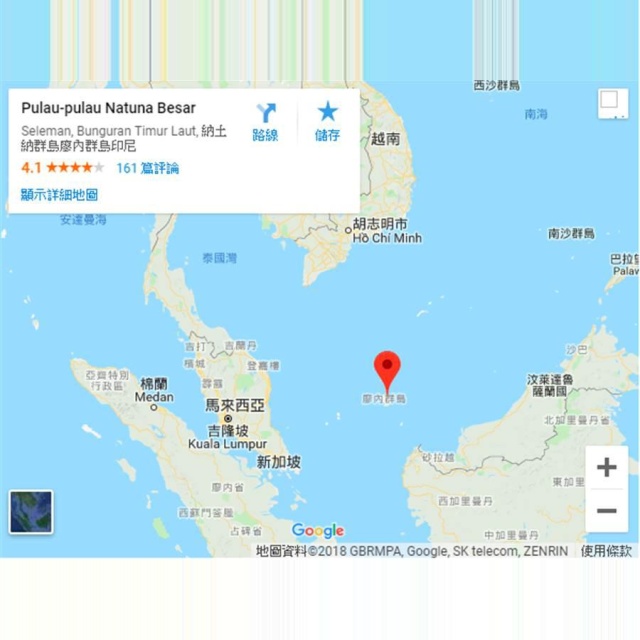 西沙群島
Pulau-pulau Natuna Besar
Seleman, Bunguran Timur Laut, 納土
納群島廖內群島印尼
4.1 ★★★★★ 161 篇評論
顯示詳細地圖
路線
儲存
南海
越南
安達曼海
胡志明市
Hồ Chí Minh
南沙群島
泰國灣
巴拉望
Palaw
吉打
吉蘭丹
檳城
登嘉樓
沙巴
亞齊特別
行政區
棉蘭
Medan
霹靂
汶萊達魯
薩蘭國
馬來西亞
廖內群島
吉隆坡
Kuala Lumpur
北加里曼丹省
新加坡
砂拉越
廖內省
東加里
西加里曼丹
西蘇門答臘
占碑省
中加里曼丹
Google
地圖資料©2018 GBRMPA, Google, SK telecom, ZENRIN
使用條款